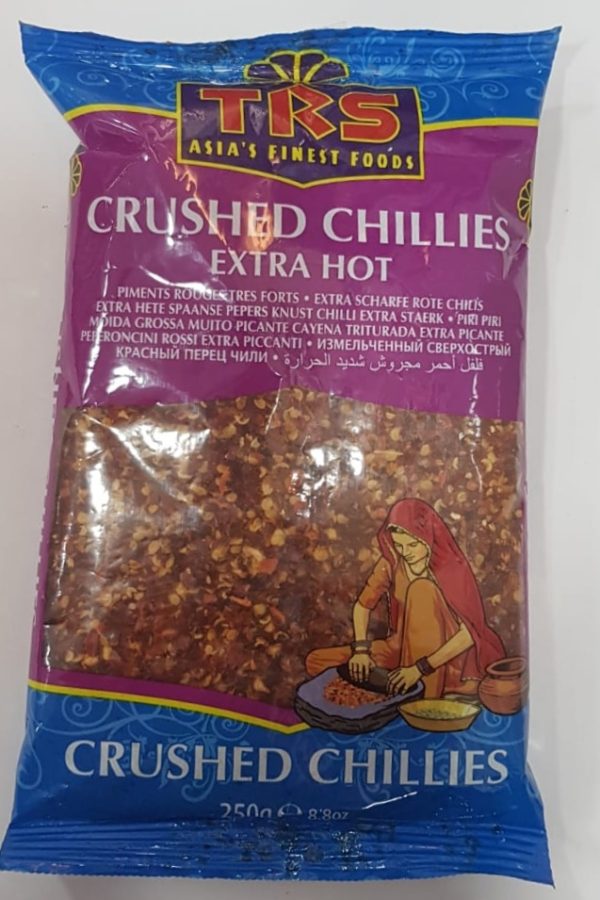 TRS
ASIA'S FINEST FOODS
CRUSHED CHILLIES
EXTRA HOT
PIMENTS ROUGES TRES FORTS • EXTRA SCHARFE ROTE CHILIS
EXTRA HETE SPAANSE PEPERS KNUST CHILLI EXTRA STAERK • PIRI PIRI
MOIDA GROSSA MUITO PICANTE CAYENA TRITURADA EXTRA PICANTE
PEPERONCINI ROSSI EXTRA PICCANTI • ИЗМЕЛЬЧЕННЫЙ СВЕРХОСТРЫЙ
КРАСНЫЙ ПЕРЕЦ ЧИЛИ • فلفل أحمر مجروش شديد الحرارة
CRUSHED CHILLIES
250g e 8.8oz